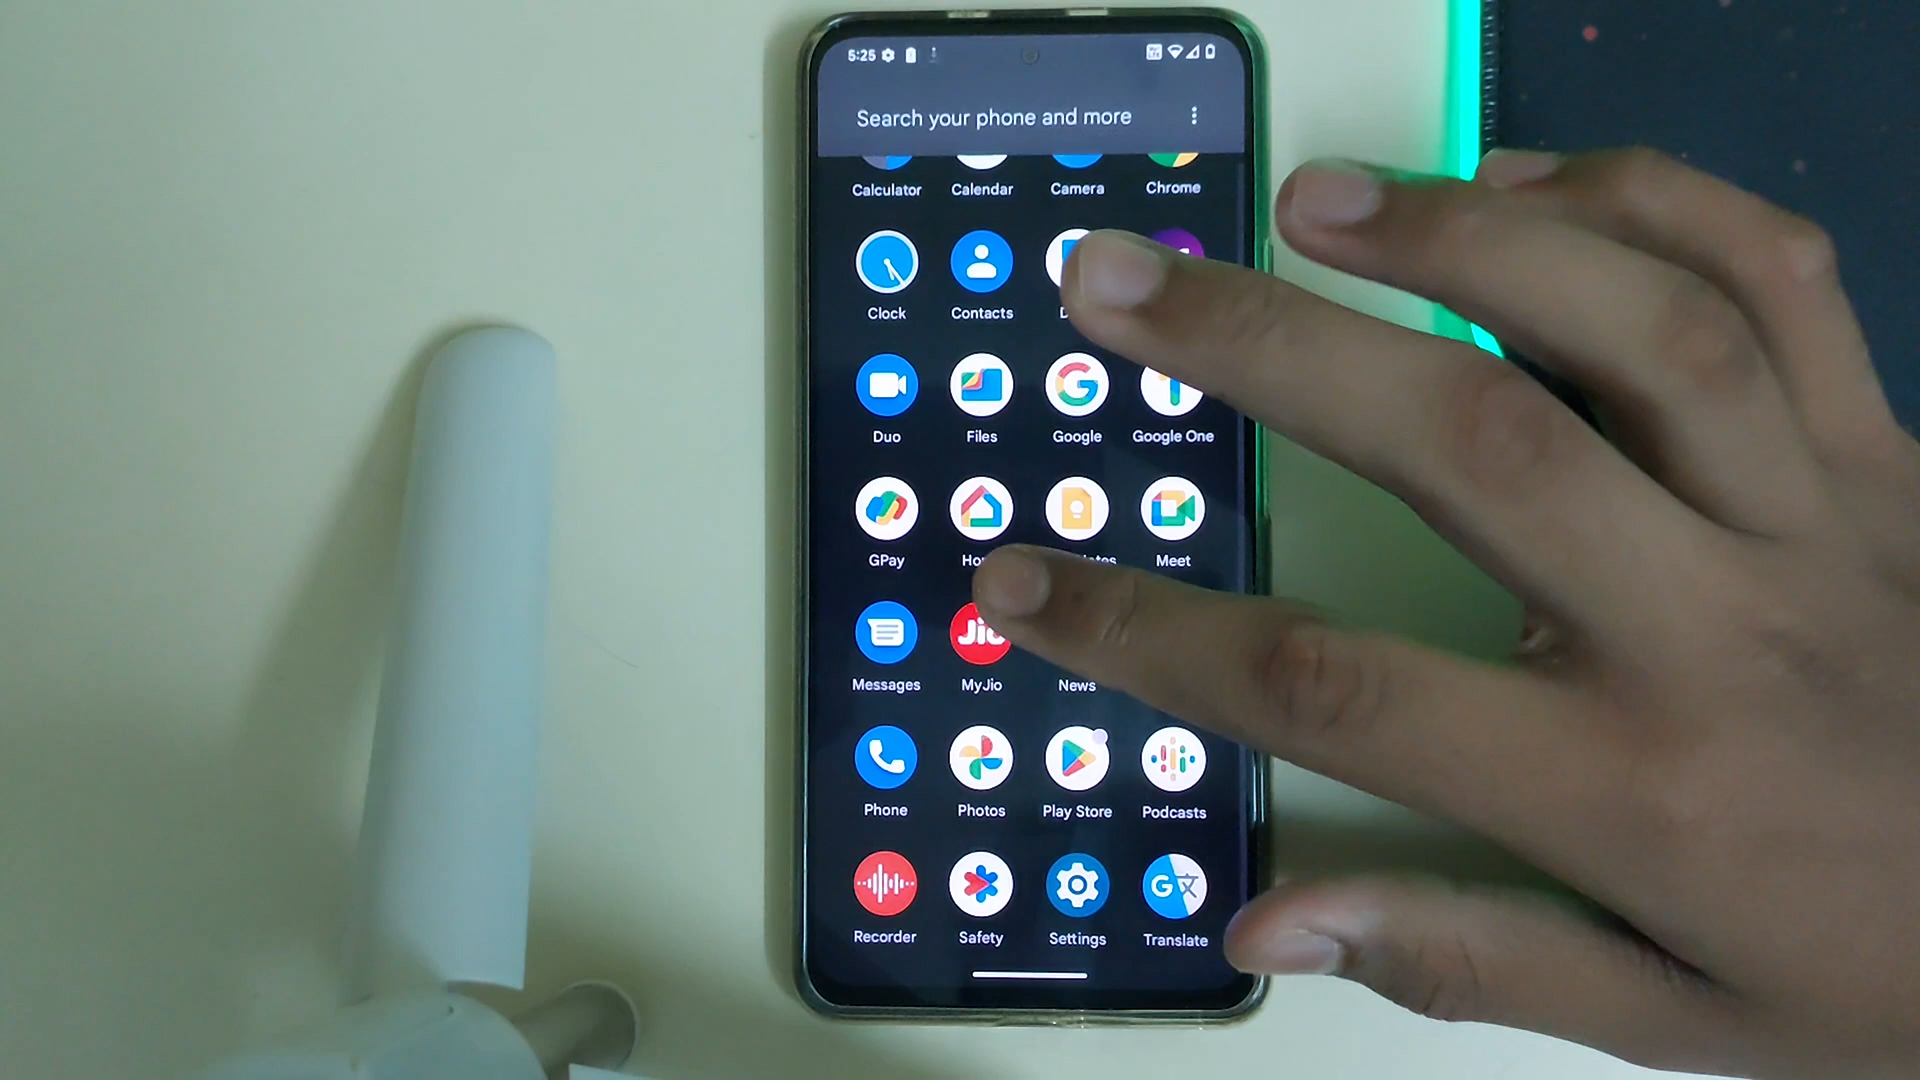 5:25
Search your phone and more
Calculator Calendar Camera Chrome
Clock Contacts
Duo Files Google Google One
GPay Meet
Jio
Messages MyJio News
Phone Photos Play Store Podcasts
G
Recorder Safety Settings Translate